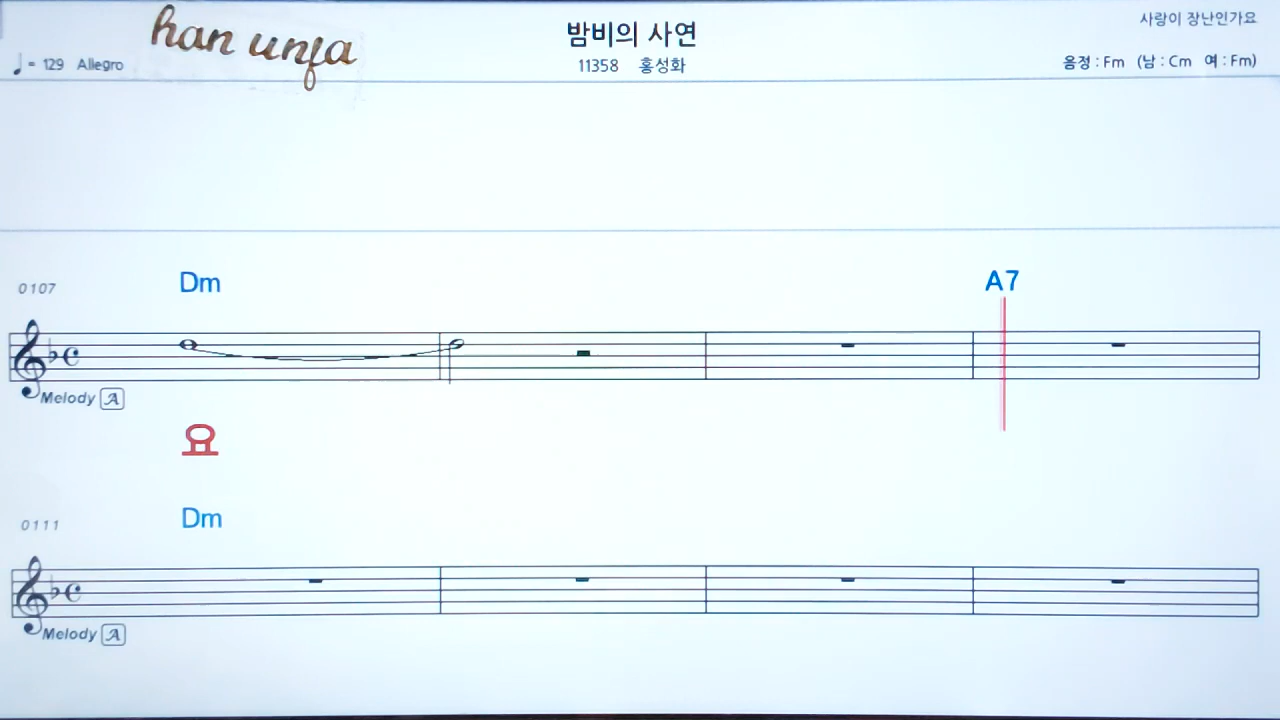 han unfa
밤비의 사연
사랑이 장난인가요
♩= 129 Allegro
11358 홍성화
음정 : Fm (남 : Cm 여 : Fm)
0107
Dm
A7
Melody A
요
0111
Dm
Melody A